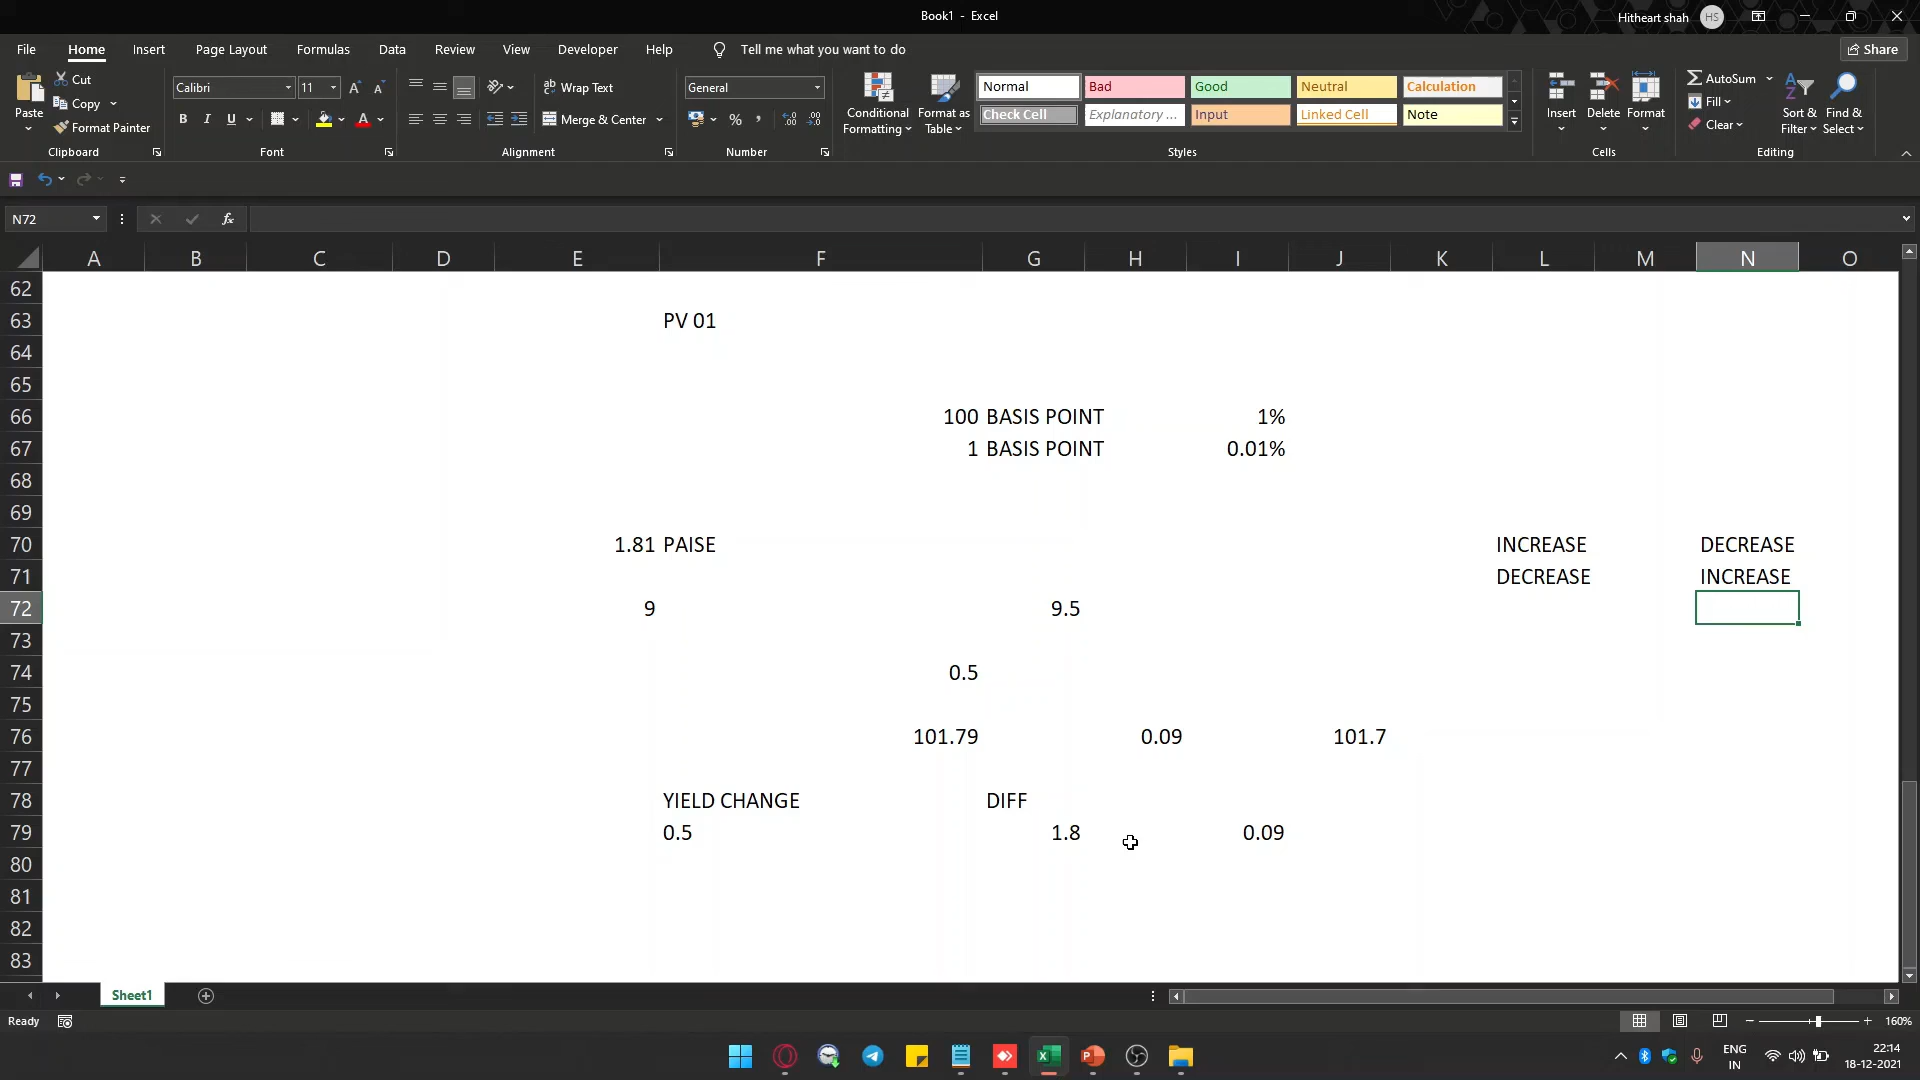 Book1 - Excel
Hitheart shah HS
File Home Insert Page Layout Formulas Data Review View Developer Help Tell me what you want to do Share
Cut
Copy
Format Painter
Paste
Clipboard
Calibri 11
B I U
Font
Wrap Text
Merge & Center
Alignment
General
Number
Conditional Formatting
Format as Table
Normal Bad Good Neutral Calculation
Check Cell Explanatory ... Input Linked Cell Note
Styles
Insert Delete Format
Cells
AutoSum
Fill
Clear
Sort & Filter
Find & Select
Editing
N72 fx
A B C D E F G H I J K L M N O
62
63 PV 01
64
65
66 100 BASIS POINT 1%
67 1 BASIS POINT 0.01%
68
69
70 1.81 PAISE INCREASE DECREASE
71 DECREASE INCREASE
72 9 9.5
73
74 0.5
75
76 101.79 0.09 101.7
77
78 YIELD CHANGE DIFF
79 0.5 1.8 0.09
80
81
82
83
Sheet1
Ready 160%
ENG IN 22:14
18-12-2021